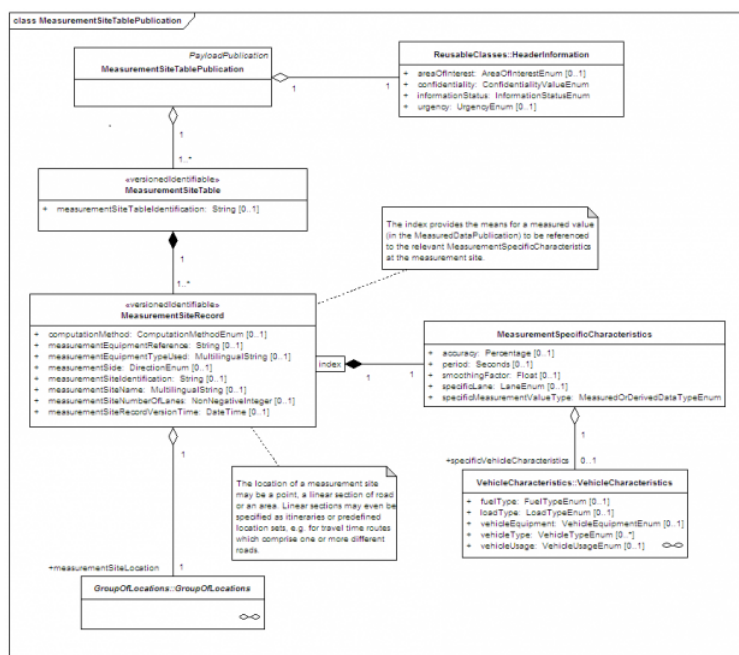 class MeasurementSiteTablePublication
PayloadPublication
MeasurementSiteTablePublication
ReusableClasses::HeaderInformation
+ areaOfInterest: AreaOfInterestEnum [0..1]
+ confidentiality: ConfidentialityValueEnum
+ informationStatus: InformationStatusEnum
+ urgency: UrgencyEnum [0..1]
1
1
1
1..*
«versionedIdentifiable»
MeasurementSiteTable
+ measurementSiteTableIdentification: String [0..1]
The index provides the means for a measured value
(in the MeasuredDataPublication) to be referenced
to the relevant MeasurementSpecificCharacteristics
at the measurement site.
1
1..*
«versionedIdentifiable»
MeasurementSiteRecord
+ computationMethod: ComputationMethodEnum [0..1]
+ measurementEquipmentReference: String [0..1]
+ measurementEquipmentTypeUsed: MultilingualString [0..1]
+ measurementSide: DirectionEnum [0..1]
+ measurementSiteIdentification: String [0..1]
+ measurementSiteName: MultilingualString [0..1]
+ measurementSiteNumberOfLanes: NonNegativeInteger [0..1]
+ measurementSiteRecordVersionTime: DateTime [0..1]
index
1
1
MeasurementSpecificCharacteristics
+ accuracy: Percentage [0..1]
+ period: Seconds [0..1]
+ smoothingFactor: Float [0..1]
+ specificLane: LaneEnum [0..1]
+ specificMeasurementValueType: MeasuredOrDerivedDataTypeEnum
1
1
+specificVehicleCharacteristics
0..1
The location of a measurement site
may be a point, a linear section of road
or an area. Linear sections may even be
specified as itineraries or predefined
location sets, e.g. for travel time routes
which comprise one or more different
roads.
VehicleCharacteristics::VehicleCharacteristics
+ fuelType: FuelTypeEnum [0..1]
+ loadType: LoadTypeEnum [0..1]
+ vehicleEquipment: VehicleEquipmentEnum [0..1]
+ vehicleType: VehicleTypeEnum [0..*]
+ vehicleUsage: VehicleUsageEnum [0..1]
+measurementSiteLocation
1
GroupOfLocations::GroupOfLocations